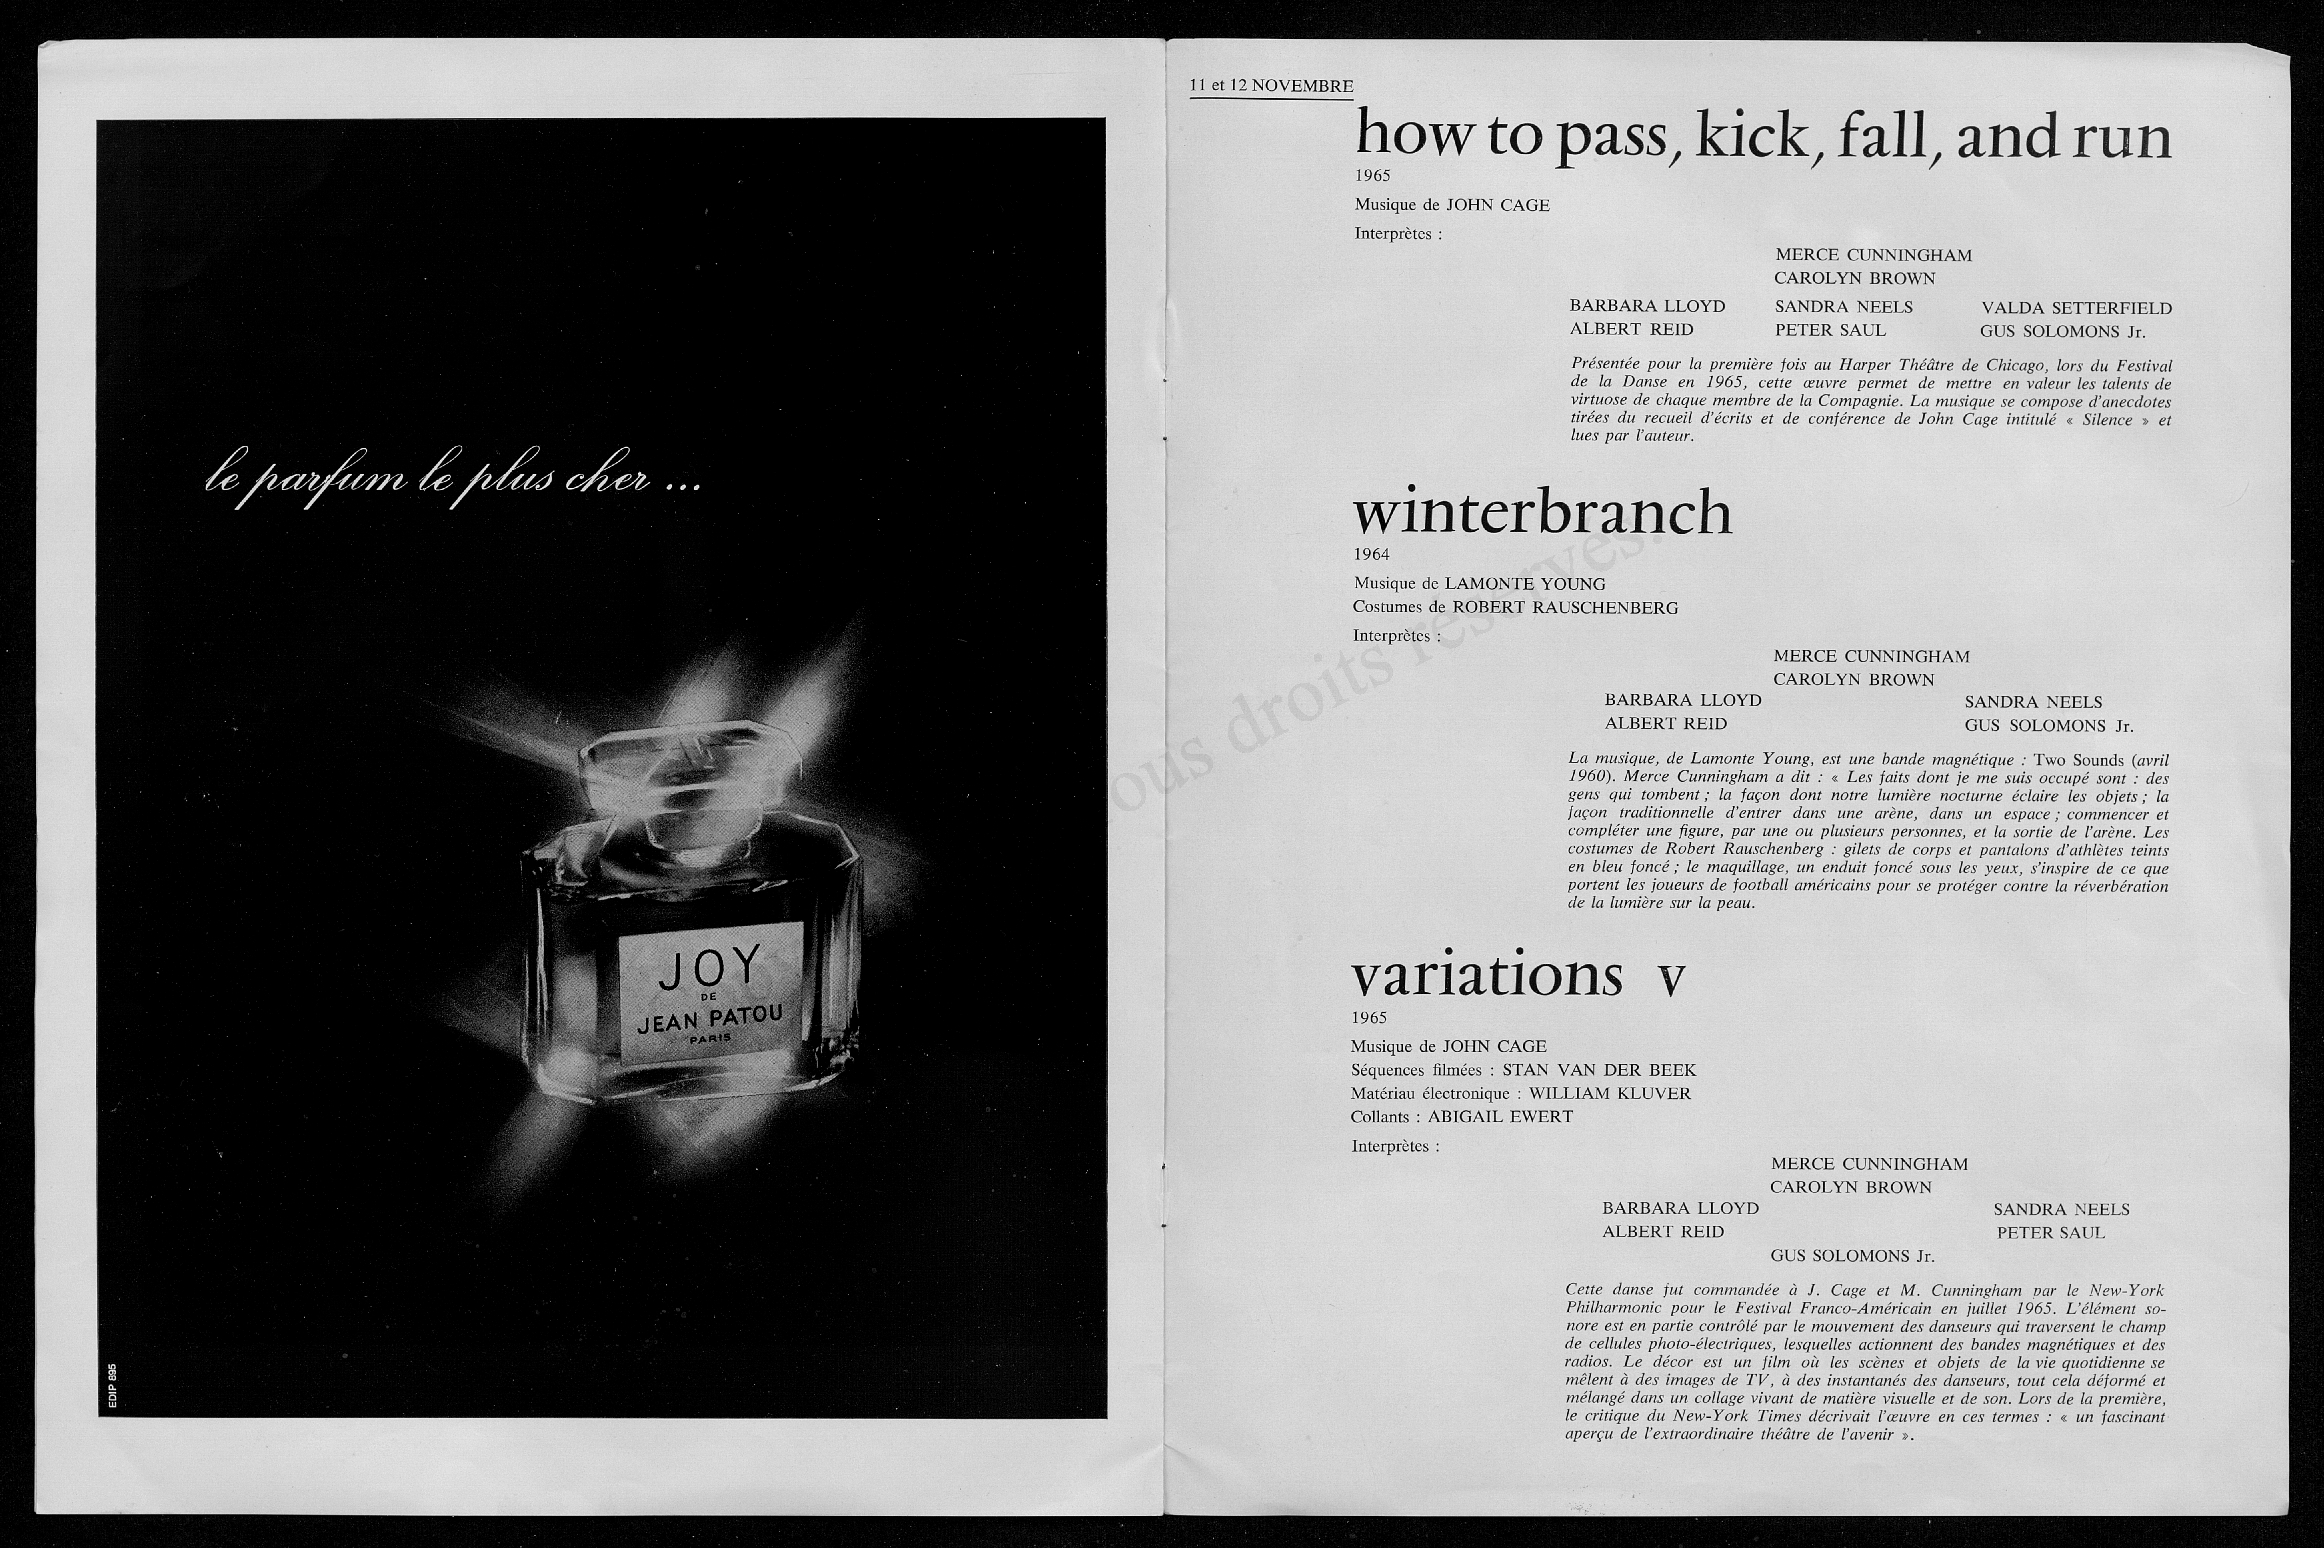 le parfum le plus cher ...
JOY
DE
JEAN PATOU
PARIS
EDIP 895
11 et 12 NOVEMBRE
how to pass, kick, fall, and run
1965
Musique de JOHN CAGE
Interprètes :
MERCE CUNNINGHAM
CAROLYN BROWN
BARBARA LLOYD SANDRA NEELS VALDA SETTERFIELD
ALBERT REID PETER SAUL GUS SOLOMONS Jr.
Présentée pour la première fois au Harper Théâtre de Chicago, lors du Festival
de la Danse en 1965, cette œuvre permet de mettre en valeur les talents de
virtuose de chaque membre de la Compagnie. La musique se compose d'anecdotes
tirées du recueil d'écrits et de conférence de John Cage intitulé « Silence » et
lues par l'auteur.
winterbranch
1964
Musique de LAMONTE YOUNG
Costumes de ROBERT RAUSCHENBERG
Interprètes :
MERCE CUNNINGHAM
CAROLYN BROWN
BARBARA LLOYD SANDRA NEELS
ALBERT REID GUS SOLOMONS Jr.
La musique, de Lamonte Young, est une bande magnétique : Two Sounds (avril
1960). Merce Cunningham a dit : « Les faits dont je me suis occupé sont : des
gens qui tombent ; la façon dont notre lumière nocturne éclaire les objets ; la
façon traditionnelle d'entrer dans une arène, dans un espace ; commencer et
compléter une figure, par une ou plusieurs personnes, et la sortie de l'arène. Les
costumes de Robert Rauschenberg : gilets de corps et pantalons d'athlètes teints
en bleu foncé ; le maquillage, un enduit foncé sous les yeux, s'inspire de ce que
portent les joueurs de football américains pour se protéger contre la réverbération
de la lumière sur la peau.
variations v
1965
Musique de JOHN CAGE
Séquences filmées : STAN VAN DER BEEK
Matériau électronique : WILLIAM KLUVER
Collants : ABIGAIL EWERT
Interprètes :
MERCE CUNNINGHAM
CAROLYN BROWN
BARBARA LLOYD SANDRA NEELS
ALBERT REID PETER SAUL
GUS SOLOMONS Jr.
Cette danse fut commandée à J. Cage et M. Cunningham par le New-York
Philharmonic pour le Festival Franco-Américain en juillet 1965. L'élément so-
nore est en partie contrôlé par le mouvement des danseurs qui traversent le champ
de cellules photo-électriques, lesquelles actionnent des bandes magnétiques et des
radios. Le décor est un film où les scènes et objets de la vie quotidienne se
mêlent à des images de TV, à des instantanés des danseurs, tout cela déformé et
mélangé dans un collage vivant de matière visuelle et de son. Lors de la première,
le critique du New-York Times décrivait l'œuvre en ces termes : « un fascinant
aperçu de l'extraordinaire théâtre de l'avenir ».
ous droits réservés.